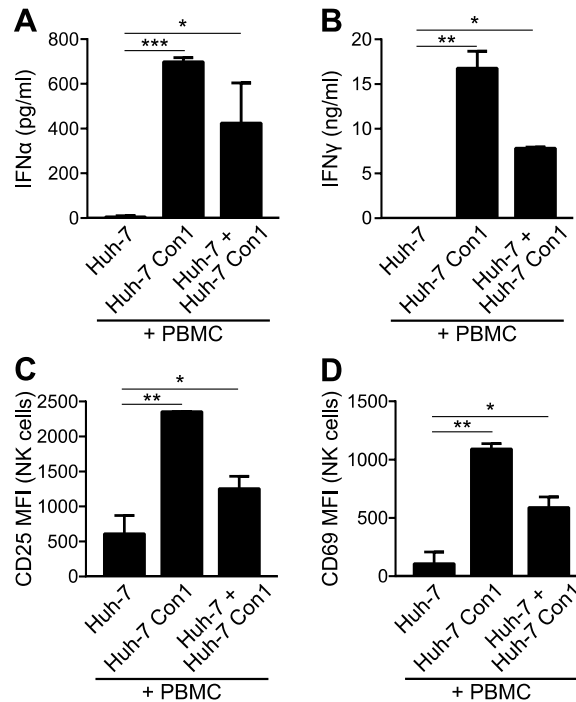 A
IFNα (pg/ml)
800
600
400
200
0
*
***
Huh-7
Huh-7 Con1
Huh-7 +
Huh-7 Con1
+ PBMC
B
IFNγ (ng/ml)
20
15
10
5
0
*
**
Huh-7
Huh-7 Con1
Huh-7 +
Huh-7 Con1
+ PBMC
C
CD25 MFI (NK cells)
2500
2000
1500
1000
500
0
*
**
Huh-7
Huh-7 Con1
Huh-7 +
Huh-7 Con1
+ PBMC
D
CD69 MFI (NK cells)
1500
1000
500
0
*
**
Huh-7
Huh-7 Con1
Huh-7 +
Huh-7 Con1
+ PBMC